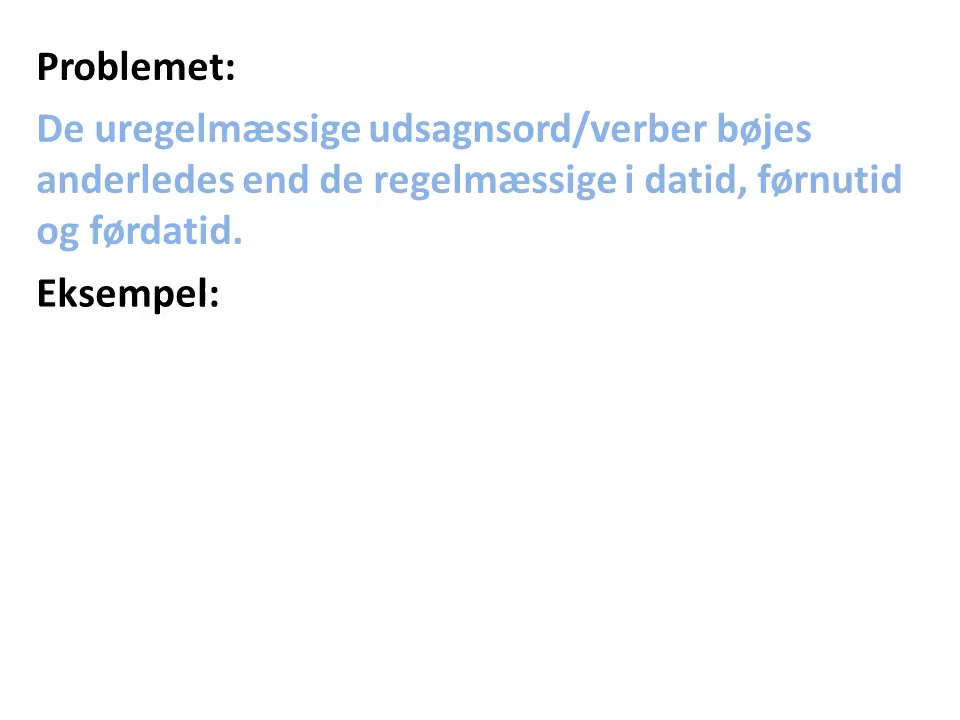 Problemet:
De uregelmæssige udsagnsord/verber bøjes
anderledes end de regelmæssige i datid, førnutid
og førdatid.
Eksempel: